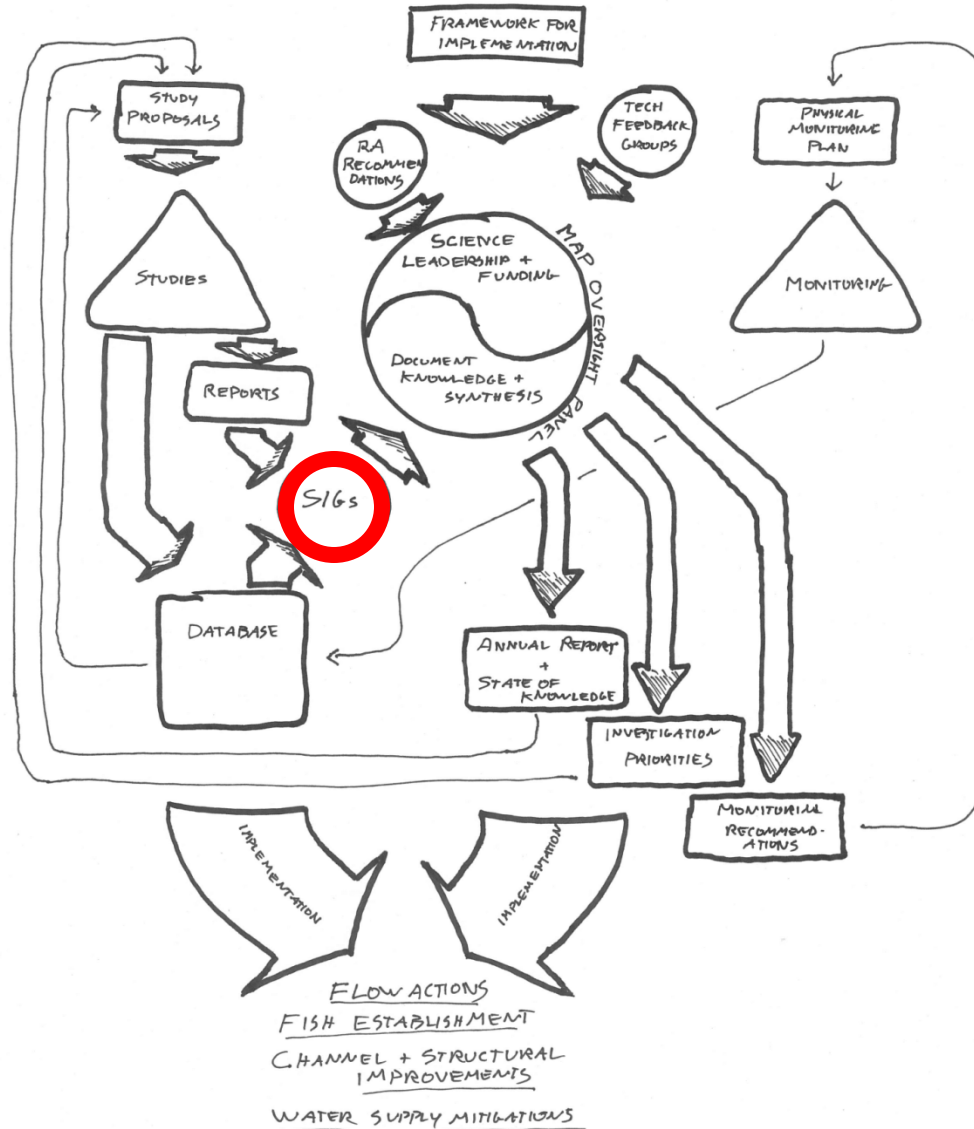 FRAMEWORK FOR
IMPLEMENTATION
STUDY
PROPOSALS
RA
RECOMMEN
DATIONS
TECH
FEEDBACK
GROUPS
PHYSICAL
MONITORING
PLAN
STUDIES
SCIENCE
LEADERSHIP +
FUNDING
MAP OVERSIGHT PANEL
MONITORING
DOCUMENT
KNOWLEDGE +
SYNTHESIS
REPORTS
SIGs
DATABASE
ANNUAL REPORT
+
STATE OF
KNOWLEDGE
INVESTIGATION
PRIORITIES
MONITORING
RECOMMEND-
ATIONS
IMPLEMENTATION
IMPLEMENTATION
FLOW ACTIONS
FISH ESTABLISHMENT
CHANNEL + STRUCTURAL
IMPROVEMENTS
WATER SUPPLY MITIGATIONS